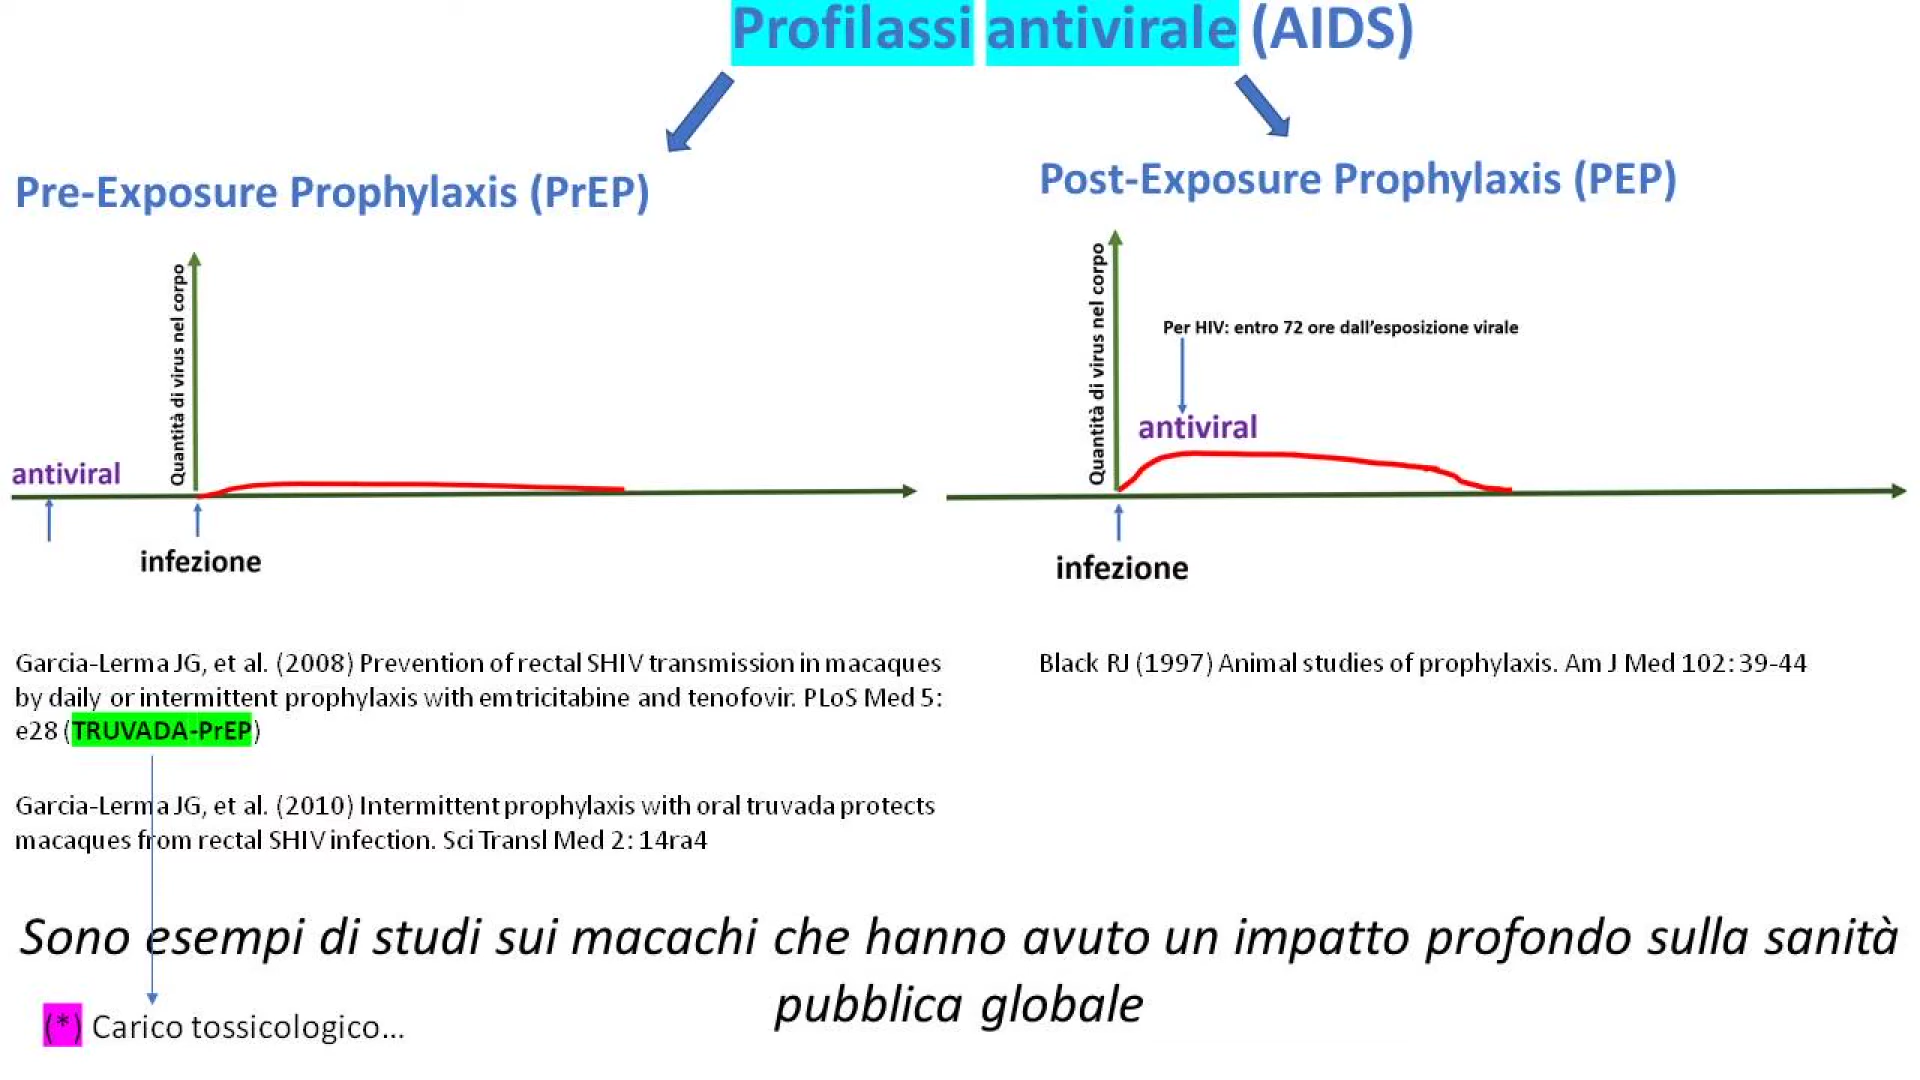 Profilassi antivirale (AIDS)
Pre-Exposure Prophylaxis (PrEP)
Quantità di virus nel corpo
antiviral
infezione
Garcia-Lerma JG, et al. (2008) Prevention of rectal SHIV transmission in macaques
by daily or intermittent prophylaxis with emtricitabine and tenofovir. PLoS Med 5:
e28 (TRUVADA-PrEP)
Garcia-Lerma JG, et al. (2010) Intermittent prophylaxis with oral truvada protects
macaques from rectal SHIV infection. Sci Transl Med 2: 14ra4
Post-Exposure Prophylaxis (PEP)
Quantità di virus nel corpo
Per HIV: entro 72 ore dall'esposizione virale
antiviral
infezione
Black RJ (1997) Animal studies of prophylaxis. Am J Med 102: 39-44
Sono esempi di studi sui macachi che hanno avuto un impatto profondo sulla sanità
pubblica globale
(*) Carico tossicologico...